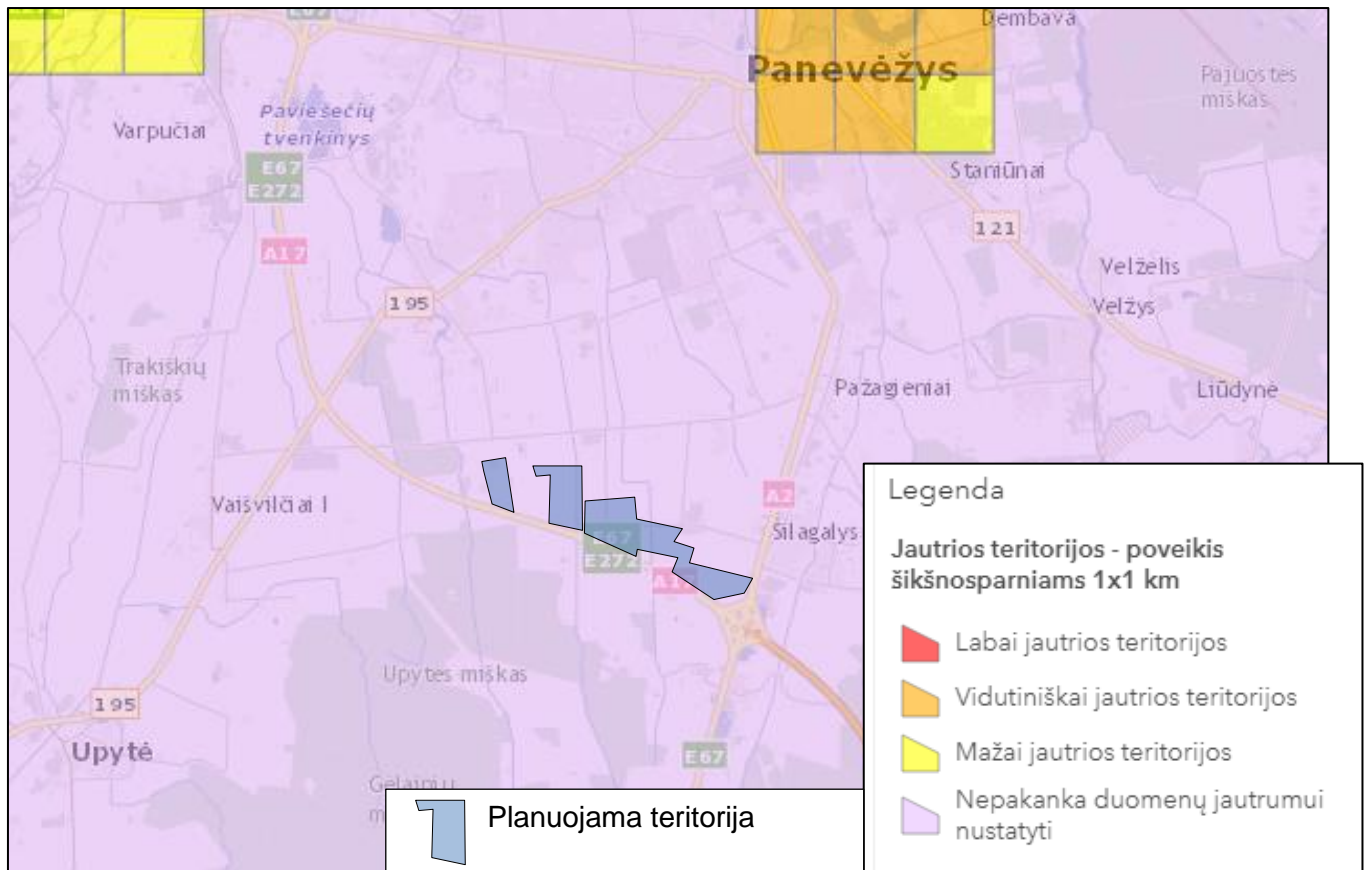 E67
Dembava
Panevėžys
Pajuostės
miškas
Paviešečių
tvenkinys
Varpučiai
E67
E272
Staniūnai
121
A17
Velželis
Velžys
195
Trakiškių
miškas
Pažagieniai
Liūdynė
Vaišvilčiai I
A2
Šilagalys
E67
E272
Upytės miškas
195
Upytė
E67
Legenda
Jautrios teritorijos - poveikis
šikšnosparniams 1x1 km
Labai jautrios teritorijos
Vidutiniškai jautrios teritorijos
Mažai jautrios teritorijos
Nepakanka duomenų jautrumui
nustatyti
Planuojama teritorija